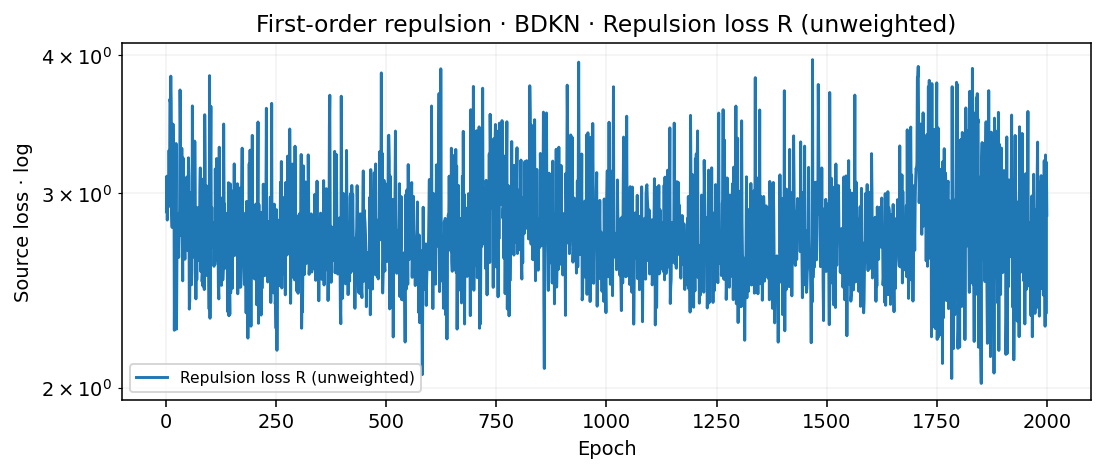 First-order repulsion · BDKN · Repulsion loss R (unweighted)
Source loss · log
4 × 10⁰
3 × 10⁰
2 × 10⁰
Repulsion loss R (unweighted)
0 250 500 750 1000 1250 1500 1750 2000
Epoch